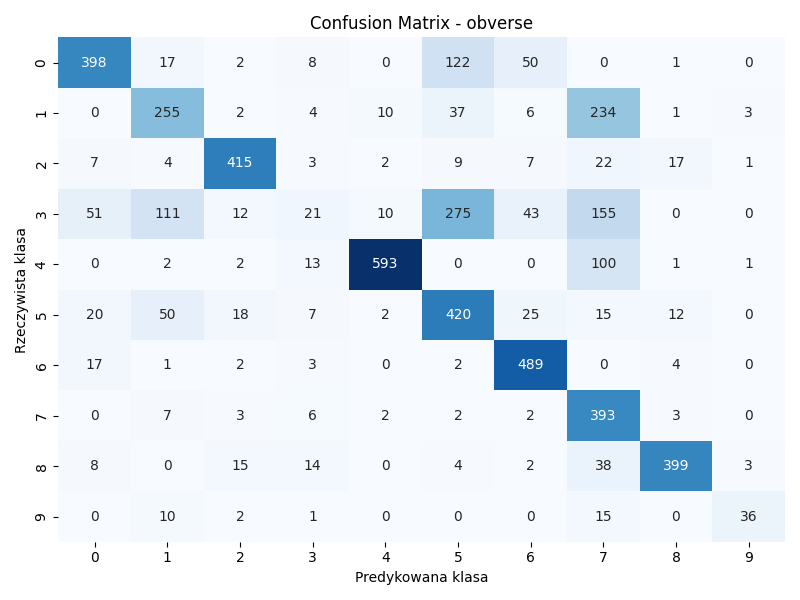 Confusion Matrix - obverse
Rzeczywista klasa
0 398 17 2 8 0 122 50 0 1 0
1 0 255 2 4 10 37 6 234 1 3
2 7 4 415 3 2 9 7 22 17 1
3 51 111 12 21 10 275 43 155 0 0
4 0 2 2 13 593 0 0 100 1 1
5 20 50 18 7 2 420 25 15 12 0
6 17 1 2 3 0 2 489 0 4 0
7 0 7 3 6 2 2 2 393 3 0
8 8 0 15 14 0 4 2 38 399 3
9 0 10 2 1 0 0 0 15 0 36
0 1 2 3 4 5 6 7 8 9
Predykowana klasa